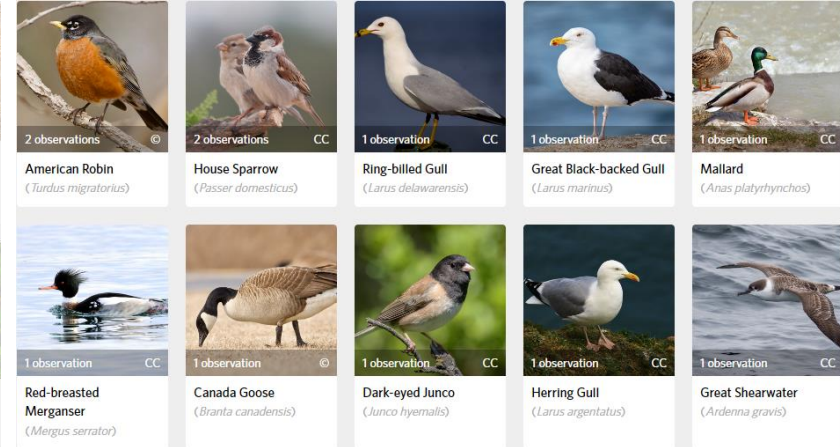 2 observations ©
2 observations CC
1 observation CC
1 observation CC
1 observation CC
American Robin
(Turdus migratorius)
House Sparrow
(Passer domesticus)
Ring-billed Gull
(Larus delawarensis)
Great Black-backed Gull
(Larus marinus)
Mallard
(Anas platyrhynchos)
1 observation CC
1 observation ©
1 observation CC
1 observation CC
1 observation CC
Red-breasted
Merganser
(Mergus serrator)
Canada Goose
(Branta canadensis)
Dark-eyed Junco
(Junco hyemalis)
Herring Gull
(Larus argentatus)
Great Shearwater
(Ardenna gravis)